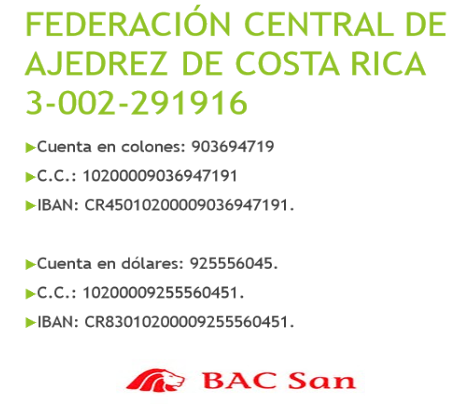 FEDERACIÓN CENTRAL DE
AJEDREZ DE COSTA RICA
3-002-291916
▶Cuenta en colones: 903694719
▶C.C.: 10200009036947191
▶IBAN: CR45010200009036947191.
▶Cuenta en dólares: 925556045.
▶C.C.: 10200009255560451.
▶IBAN: CR83010200009255560451.
BAC San